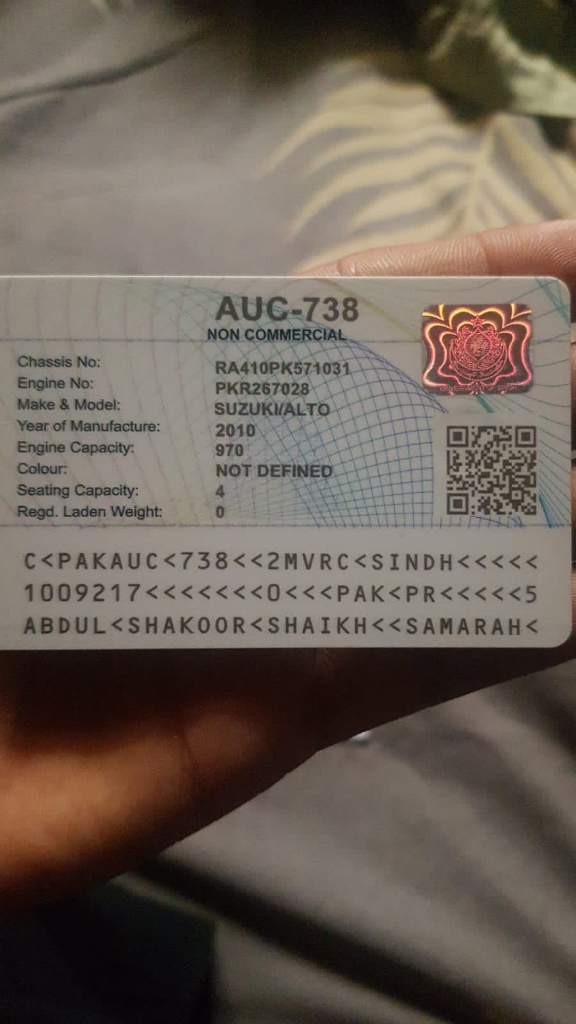 AUC-738
NON COMMERCIAL
Chassis No: RA410PK571031
Engine No: PKR267028
Make & Model: SUZUKI/ALTO
Year of Manufacture: 2010
Engine Capacity: 970
Colour: NOT DEFINED
Seating Capacity: 4
Regd. Laden Weight: 0
C<PAKAUC<738<<2MVRC<SINDH<<<<<
1009217<<<<<<<0<<<PAK<PR<<<<<5
ABDUL<SHAKOOR<SHAIKH<<SAMARAH<